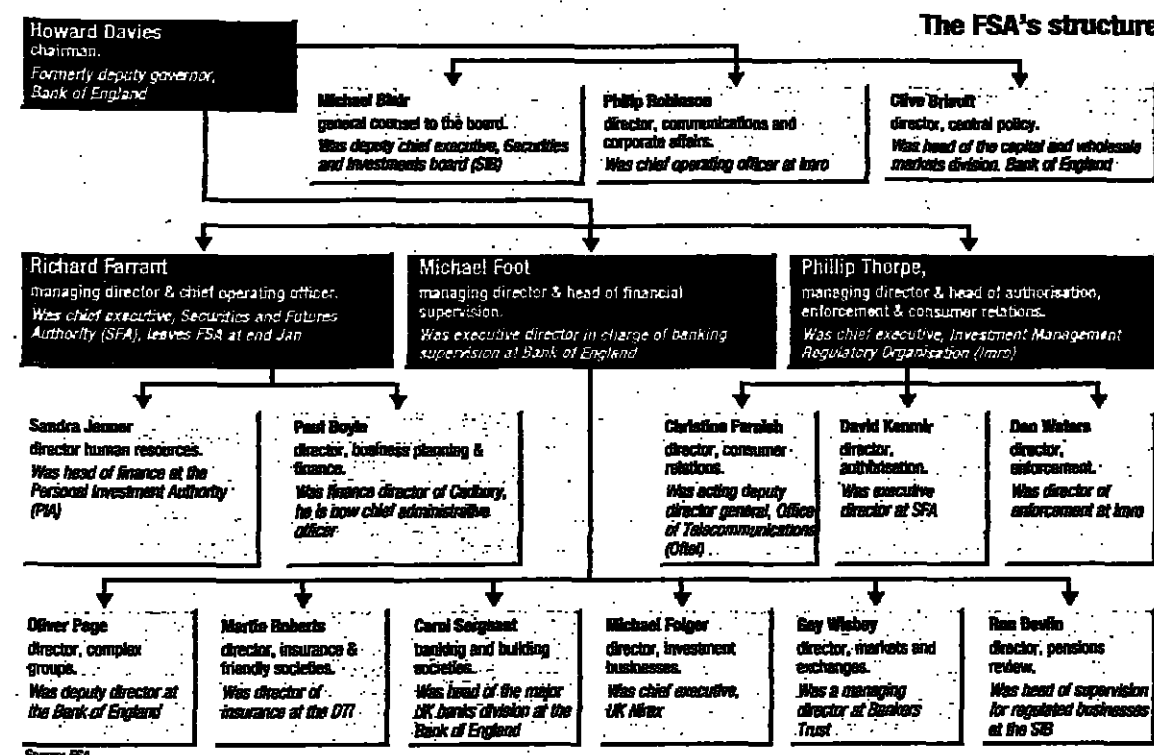 The FSA's structure
Howard Davies
chairman.
Formerly deputy governor,
Bank of England
Michael Blair
general counsel to the board.
Was deputy chief executive, Securities
and Investments board (SIB)
Philip Robinson
director, communications and
corporate affairs.
Was chief operating officer at Imro
Clive Briault
director, central policy.
Was head of the capital and wholesale
markets division, Bank of England
Richard Farrant
managing director & chief operating officer.
Was chief executive, Securities and Futures
Authority (SFA), leaves FSA at end Jan
Michael Foot
managing director & head of financial
supervision.
Was executive director in charge of banking
supervision at Bank of England
Phillip Thorpe,
managing director & head of authorisation,
enforcement & consumer relations.
Was chief executive, Investment Management
Regulatory Organisation (Imro)
Sandra Jenner
director human resources.
Was head of finance at the
Personal Investment Authority
(PIA)
Paul Boyle
director, business planning &
finance.
Was finance director of Cadbury,
he is now chief administrative
officer
Christine Farnish
director, consumer
relations.
Was acting deputy
director general, Office
of Telecommunications
(Oftel)
David Kenmir
director,
authorisation.
Was executive
director at SFA
Dan Waters
director,
enforcement.
Was director of
enforcement at Imro
Oliver Page
director, complex
groups.
Was deputy director at
the Bank of England
Martin Roberts
director, insurance &
friendly societies.
Was director of
insurance at the DTI
Carol Sergeant
banking and building
societies.
Was head of the major
UK banks division at the
Bank of England
Michael Folger
director, investment
businesses.
Was chief executive,
UK Nirex
Gay Wisbey
director, markets and
exchanges.
Was a managing
director at Bankers
Trust
Ron Devlin
director, pensions
review.
Was head of supervision
for regulated businesses
at the SIB
Source: FSA